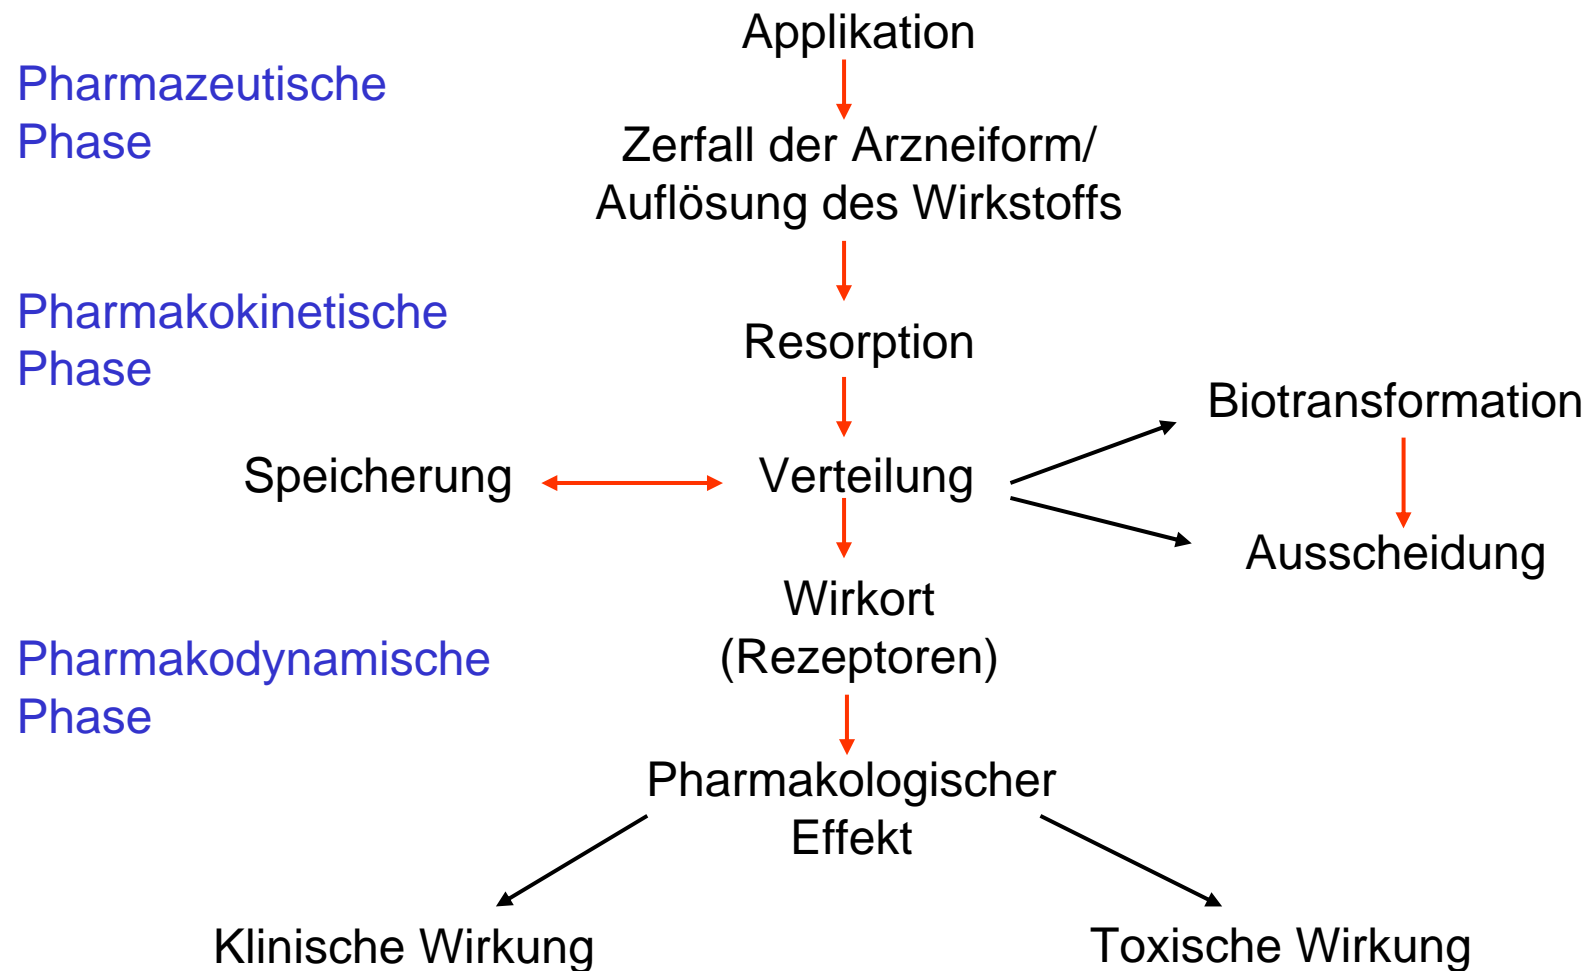 Applikation
Pharmazeutische
Phase
Zerfall der Arzneiform/
Auflösung des Wirkstoffs
Pharmakokinetische
Phase
Resorption
Biotransformation
Speicherung
Verteilung
Ausscheidung
Wirkort
(Rezeptoren)
Pharmakodynamische
Phase
Pharmakologischer
Effekt
Klinische Wirkung
Toxische Wirkung